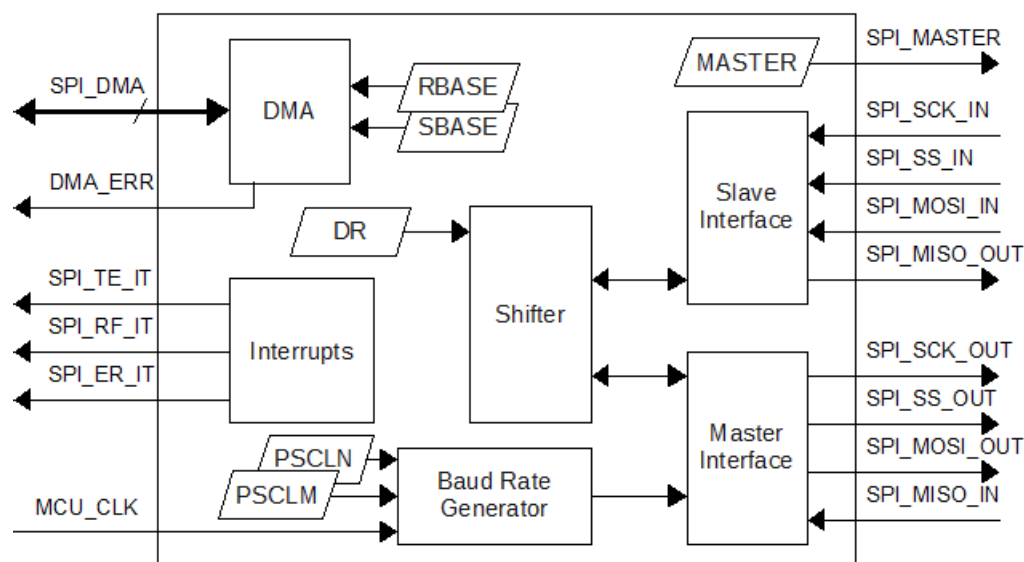 SPI_DMA
DMA_ERR
SPI_TE_IT
SPI_RF_IT
SPI_ER_IT
MCU_CLK
DMA
RBASE
SBASE
DR
Interrupts
PSCLN
PSCLM
Baud Rate
Generator
Shifter
MASTER
Slave
Interface
Master
Interface
SPI_MASTER
SPI_SCK_IN
SPI_SS_IN
SPI_MOSI_IN
SPI_MISO_OUT
SPI_SCK_OUT
SPI_SS_OUT
SPI_MOSI_OUT
SPI_MISO_IN